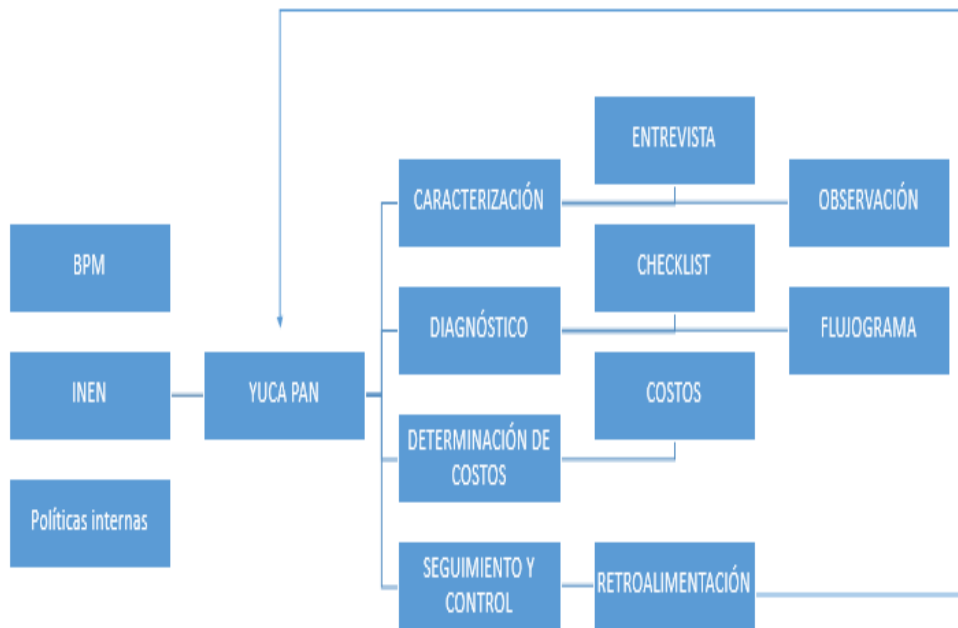 ENTREVISTA
CARACTERIZACIÓN
OBSERVACIÓN
BPM
CHECKLIST
DIAGNÓSTICO
FLUJOGRAMA
INEN
YUCA PAN
COSTOS
DETERMINACIÓN DE
COSTOS
Políticas internas
SEGUIMIENTO Y
CONTROL
RETROALIMENTACIÓN